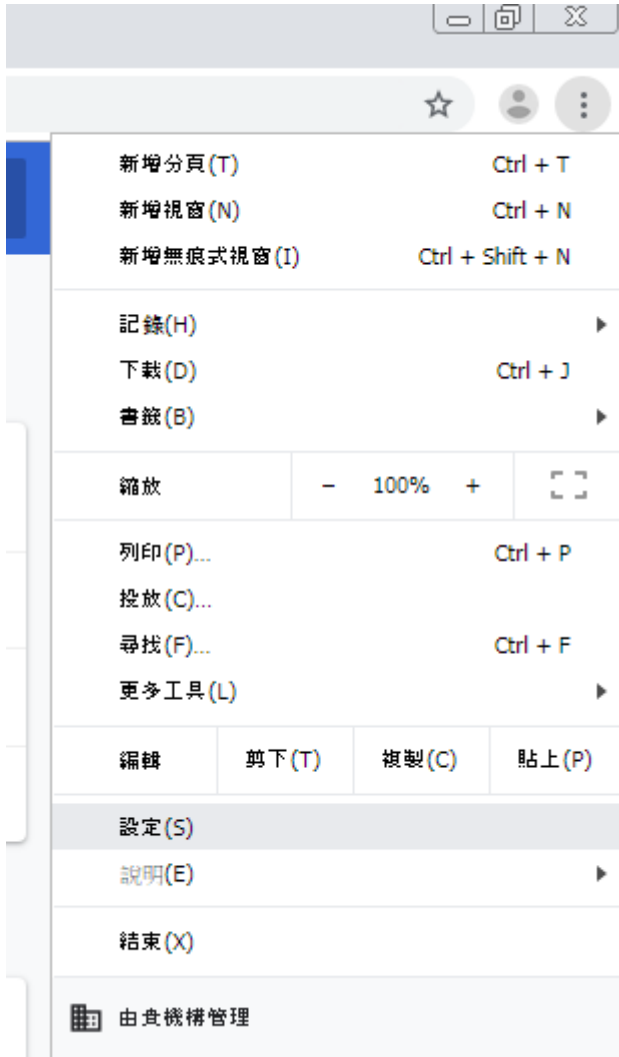 新增分頁(T) Ctrl + T
新增視窗(N) Ctrl + N
新增無痕式視窗(I) Ctrl + Shift + N
記錄(H)
下載(D) Ctrl + J
書籤(B)
縮放 - 100% +
列印(P)...  Ctrl + P
投放(C)...
尋找(F)... Ctrl + F
更多工具(L)
編輯 剪下(T) 複製(C) 貼上(P)
設定(S)
說明(E)
結束(X)
由貴機構管理